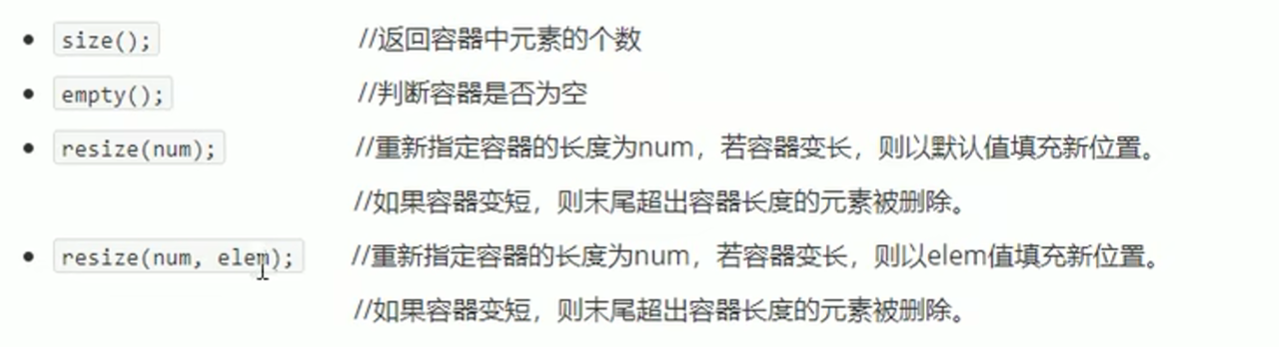 size(); //返回容器中元素的个数
empty(); //判断容器是否为空
resize(num); //重新指定容器的长度为num，若容器变长，则以默认值填充新位置。
//如果容器变短，则末尾超出容器长度的元素被删除。
resize(num, elem); //重新指定容器的长度为num，若容器变长，则以elem值填充新位置。
//如果容器变短，则末尾超出容器长度的元素被删除。